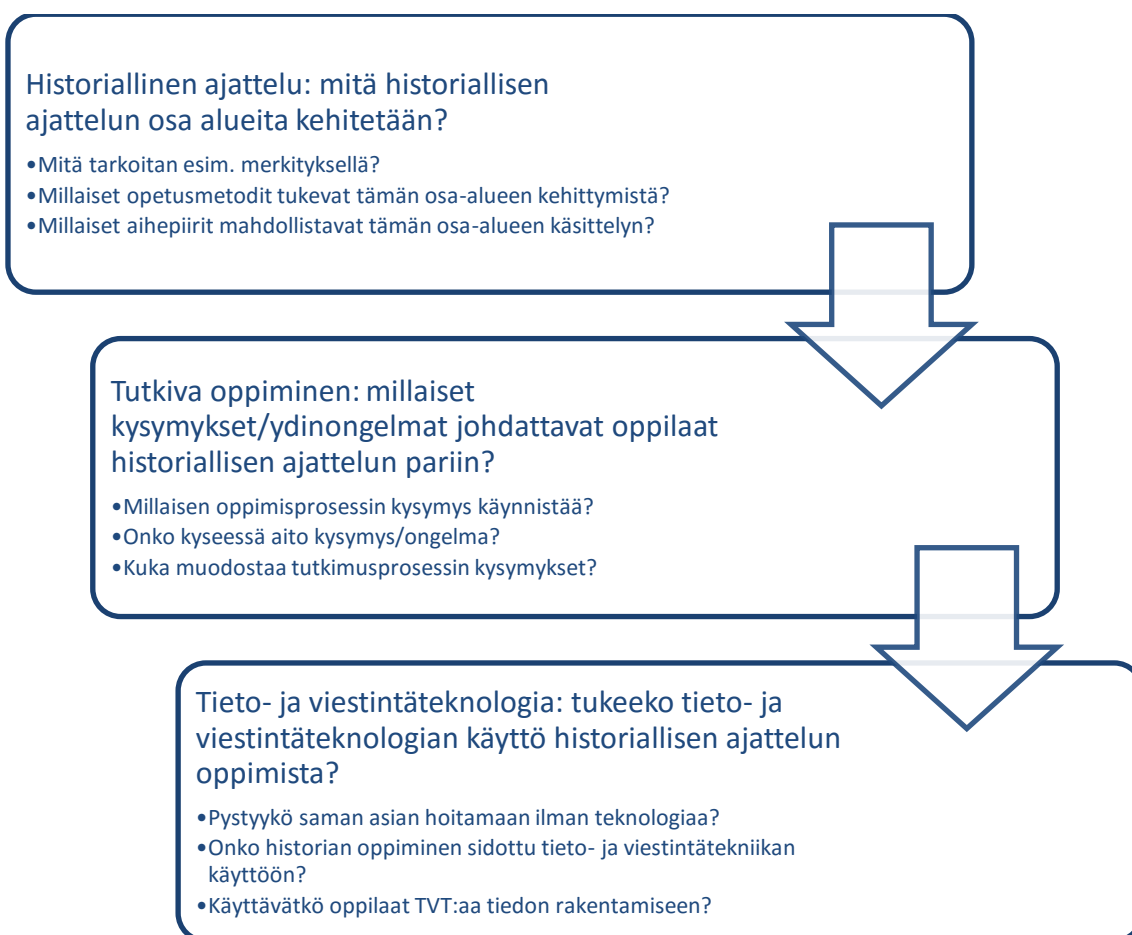 Historiallinen ajattelu: mitä historiallisen
ajattelun osa alueita kehitetään?
•Mitä tarkoitan esim. merkityksellä?
•Millaiset opetusmetodit tukevat tämän osa-alueen kehittymistä?
•Millaiset aihepiirit mahdollistavat tämän osa-alueen käsittelyn?
Tutkiva oppiminen: millaiset
kysymykset/ydinongelmat johdattavat oppilaat
historiallisen ajattelun pariin?
•Millaisen oppimisprosessin kysymys käynnistää?
•Onko kyseessä aito kysymys/ongelma?
•Kuka muodostaa tutkimusprosessin kysymykset?
Tieto- ja viestintäteknologia: tukeeko tieto- ja
viestintäteknologian käyttö historiallisen ajattelun
oppimista?
•Pystyykö saman asian hoitamaan ilman teknologiaa?
•Onko historian oppiminen sidottu tieto- ja viestintätekniikan
käyttöön?
•Käyttävätkö oppilaat TVT:aa tiedon rakentamiseen?